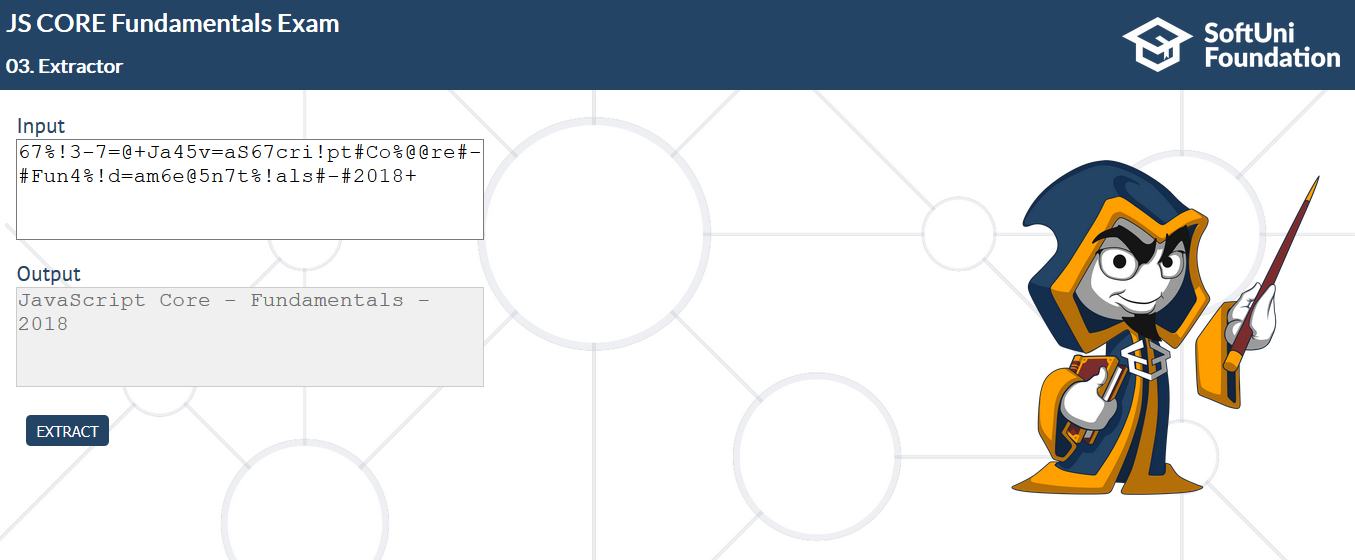 JS CORE Fundamentals Exam
SoftUni
Foundation
03. Extractor
Input
67%!3-7=@+Ja45v=aS67cri!pt#Co%@@re#-
#Fun4%!d=am6e@5n7t%!als#-#2018+
Output
JavaScript Core - Fundamentals -
2018
EXTRACT